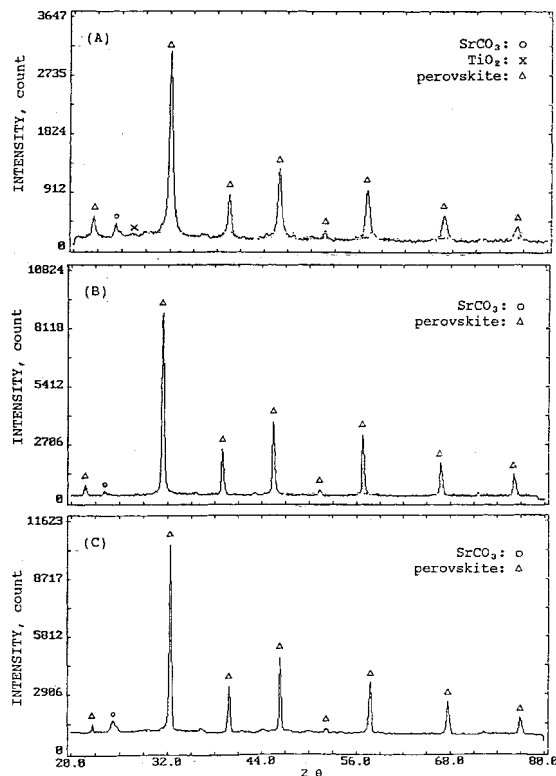 3647
(A)
SrCO₃: o
TiO₂: x
perovskite: △
2735
1824
912
0
INTENSITY, count
10824
(B)
SrCO₃: o
perovskite: △
8118
5412
2706
0
INTENSITY, count
11623
(C)
SrCO₃: o
perovskite: △
8717
5812
2906
0
INTENSITY, count
20.0 32.0 44.0 56.0 68.0 80.0
2 θ